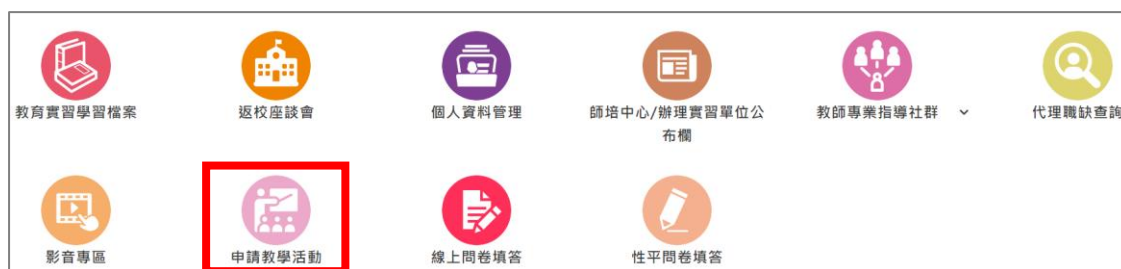 教育實習學習檔案
返校座談會
個人資料管理
師培中心/辦理實習單位公
布欄
教師專業指導社群
代理職缺查詢
影音專區
申請教學活動
線上問卷填答
性平問卷填答